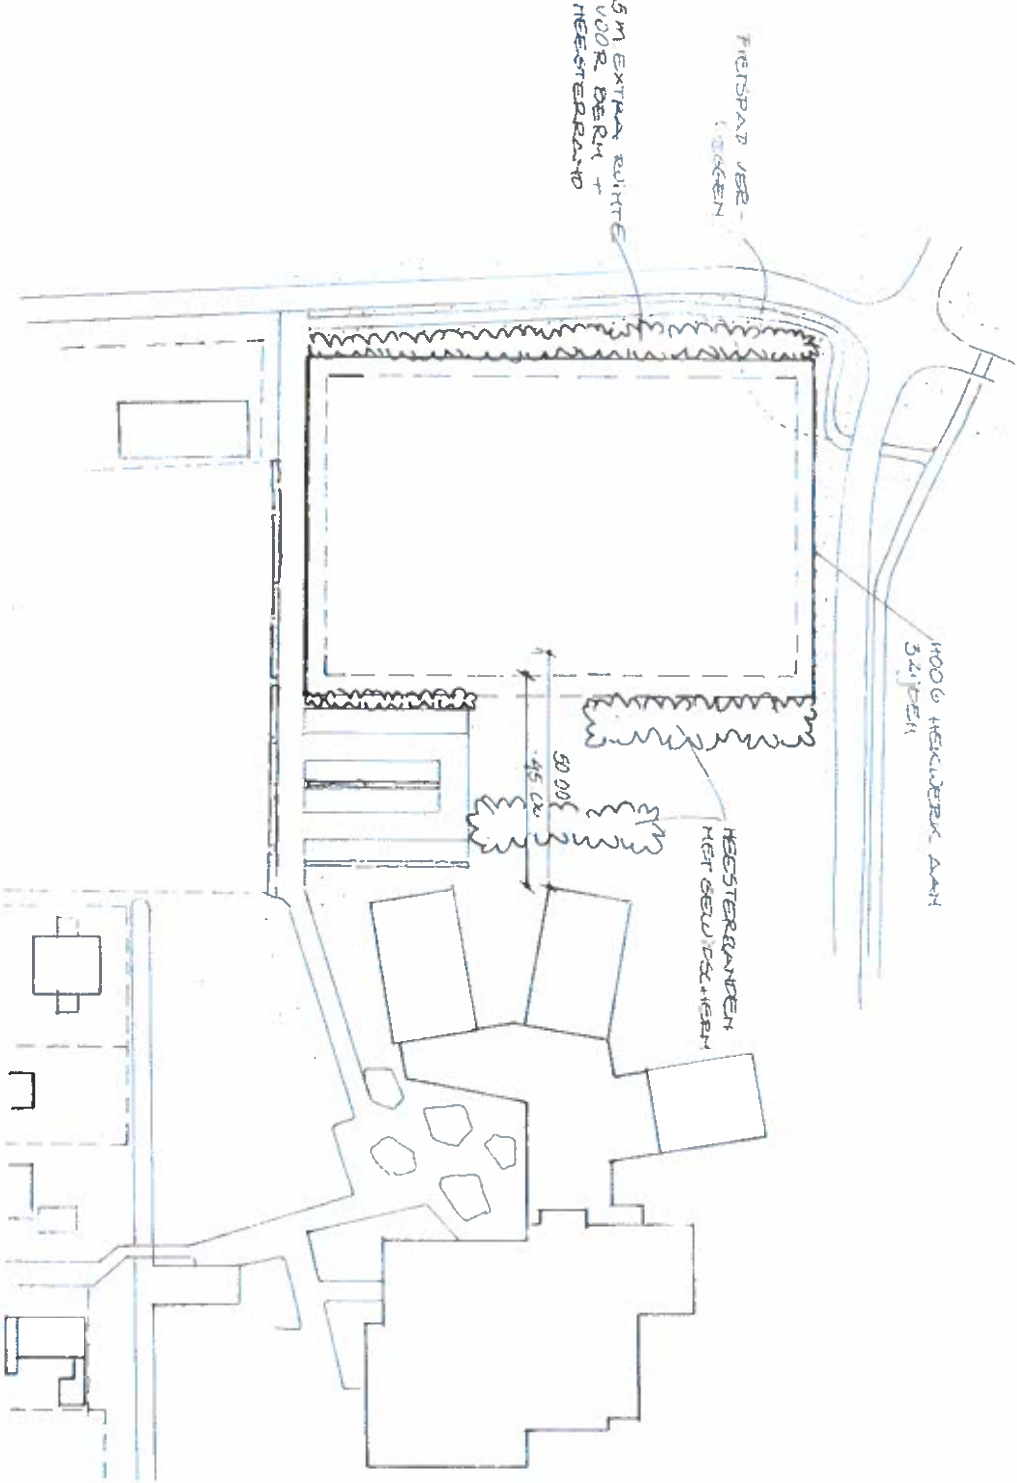 FIETSPAD VER-
LEGGEN
5M EXTRA RUIMTE
VOOR BERM +
HEESTERRAND
HOOG HEKWERK AAN
3 ZIJDEN
50 00
45 00
HEESTERRANDEN
MET GELUIDSCHERM